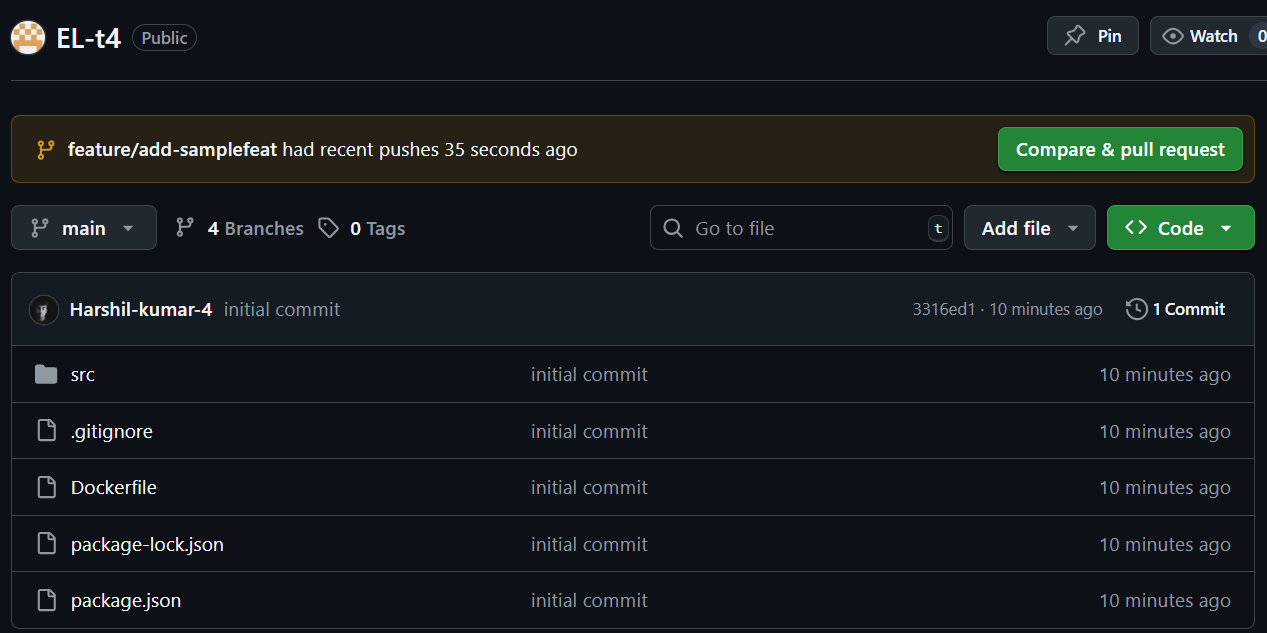 EL-t4 Public Pin Watch 0
feature/add-samplefeat had recent pushes 35 seconds ago Compare & pull request
main 4 Branches 0 Tags Go to file t Add file Code
Harshil-kumar-4 initial commit 3316ed1 · 10 minutes ago 1 Commit
src initial commit 10 minutes ago
.gitignore initial commit 10 minutes ago
Dockerfile initial commit 10 minutes ago
package-lock.json initial commit 10 minutes ago
package.json initial commit 10 minutes ago